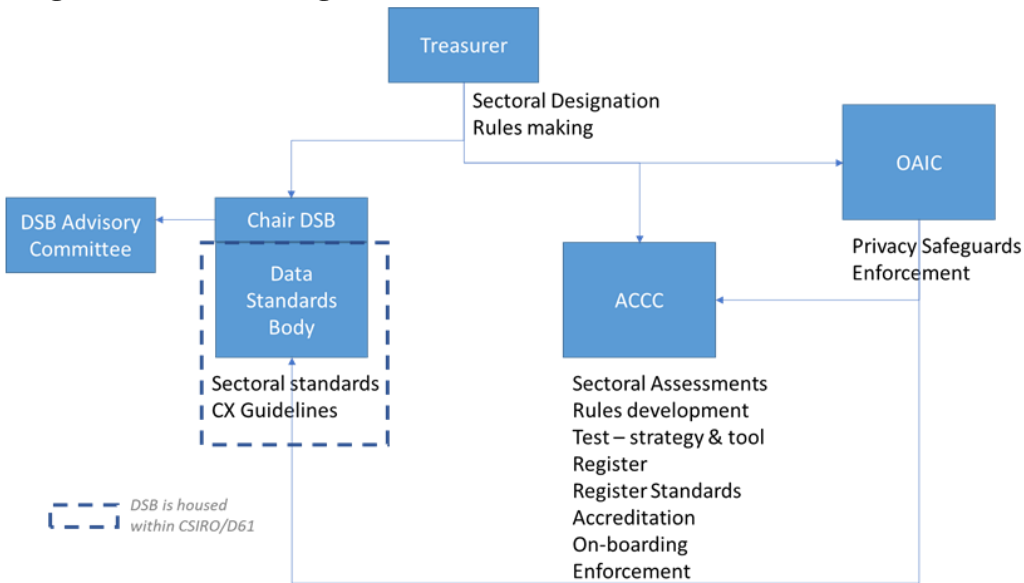 Treasurer
Sectoral Designation
Rules making
OAIC
Privacy Safeguards
Enforcement
DSB Advisory
Committee
Chair DSB
Data
Standards
Body
Sectoral standards
CX Guidelines
ACCC
Sectoral Assessments
Rules development
Test – strategy & tool
Register
Register Standards
Accreditation
On-boarding
Enforcement
DSB is housed
within CSIRO/D61